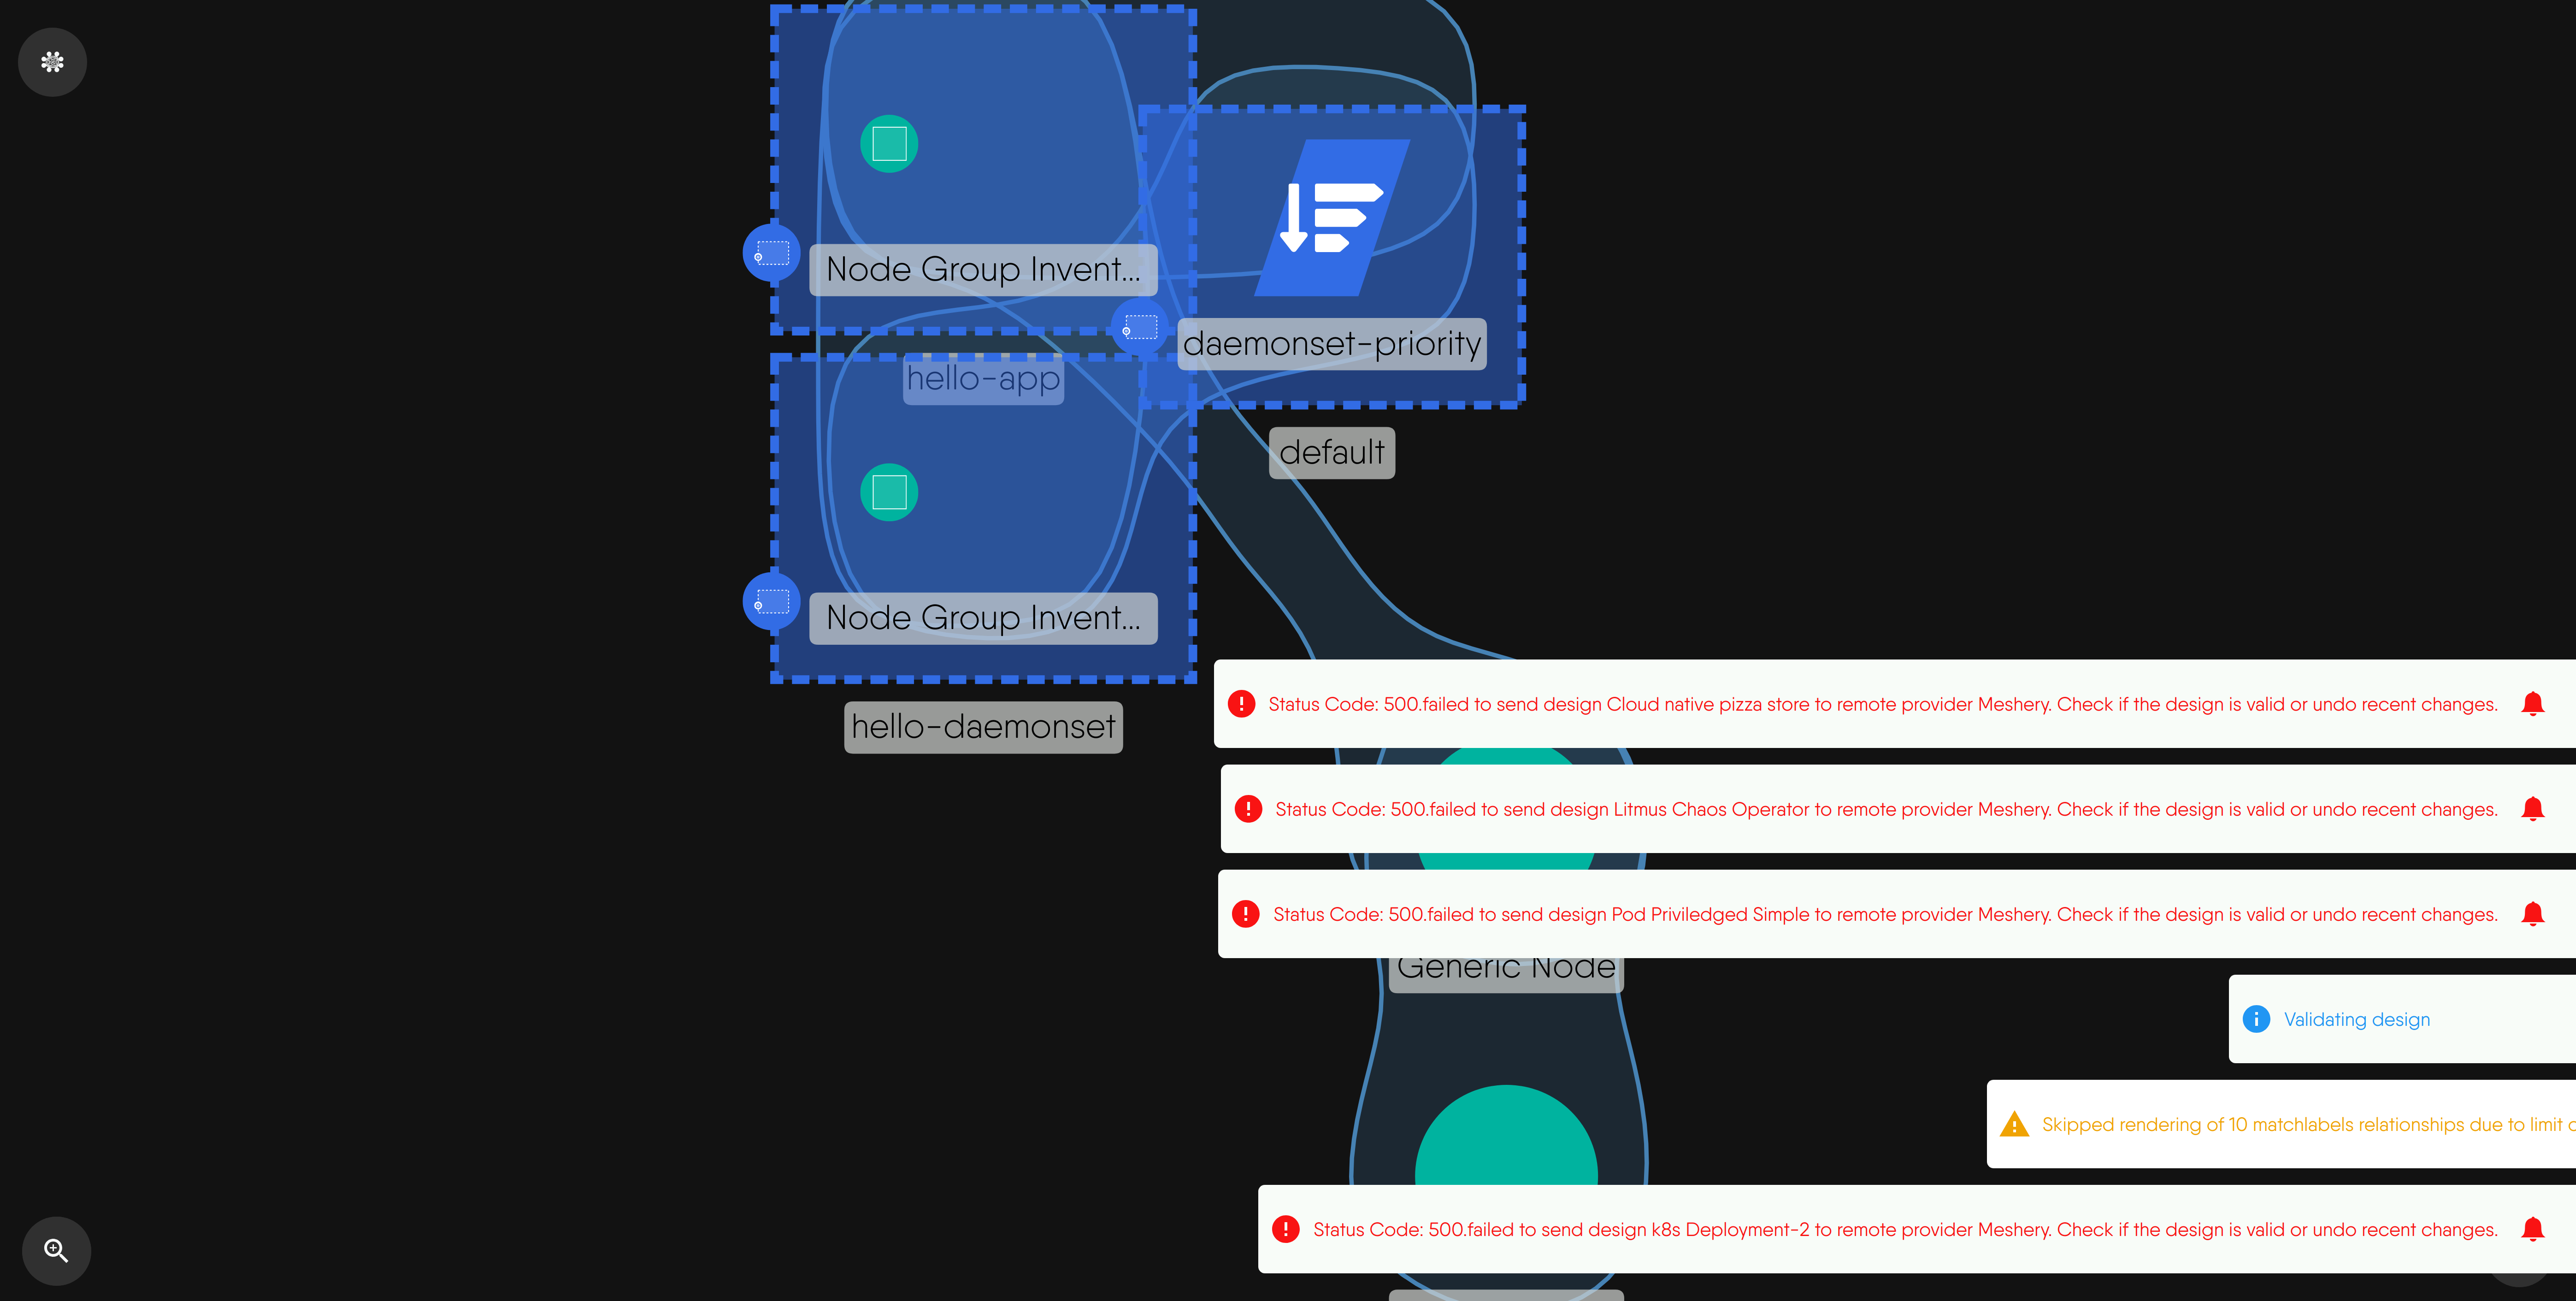 Node Group Invent...
daemonset-priority
hello-app
default
Node Group Invent...
hello-daemonset
Status Code: 500.failed to send design Cloud native pizza store to remote provider Meshery. Check if the design is valid or undo recent changes.
Status Code: 500.failed to send design Litmus Chaos Operator to remote provider Meshery. Check if the design is valid or undo recent changes.
Status Code: 500.failed to send design Pod Priviledged Simple to remote provider Meshery. Check if the design is valid or undo recent changes.
Generic Node
Validating design
Skipped rendering of 10 matchlabels relationships due to limit
Status Code: 500.failed to send design k8s Deployment-2 to remote provider Meshery. Check if the design is valid or undo recent changes.